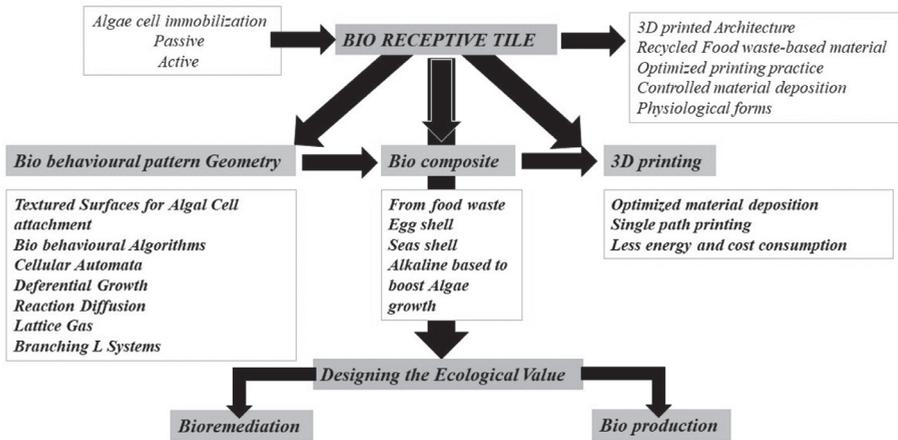 Algae cell immobilization
Passive
Active
BIO RECEPTIVE TILE
3D printed Architecture
Recycled Food waste-based material
Optimized printing practice
Controlled material deposition
Physiological forms
Bio behavioural pattern Geometry
Bio composite
3D printing
Textured Surfaces for Algal Cell
attachment
Bio behavioural Algorithms
Cellular Automata
Deferential Growth
Reaction Diffusion
Lattice Gas
Branching L Systems
From food waste
Egg shell
Seas shell
Alkaline based to
boost Algae
growth
Optimized material deposition
Single path printing
Less energy and cost consumption
Designing the Ecological Value
Bioremediation
Bio production